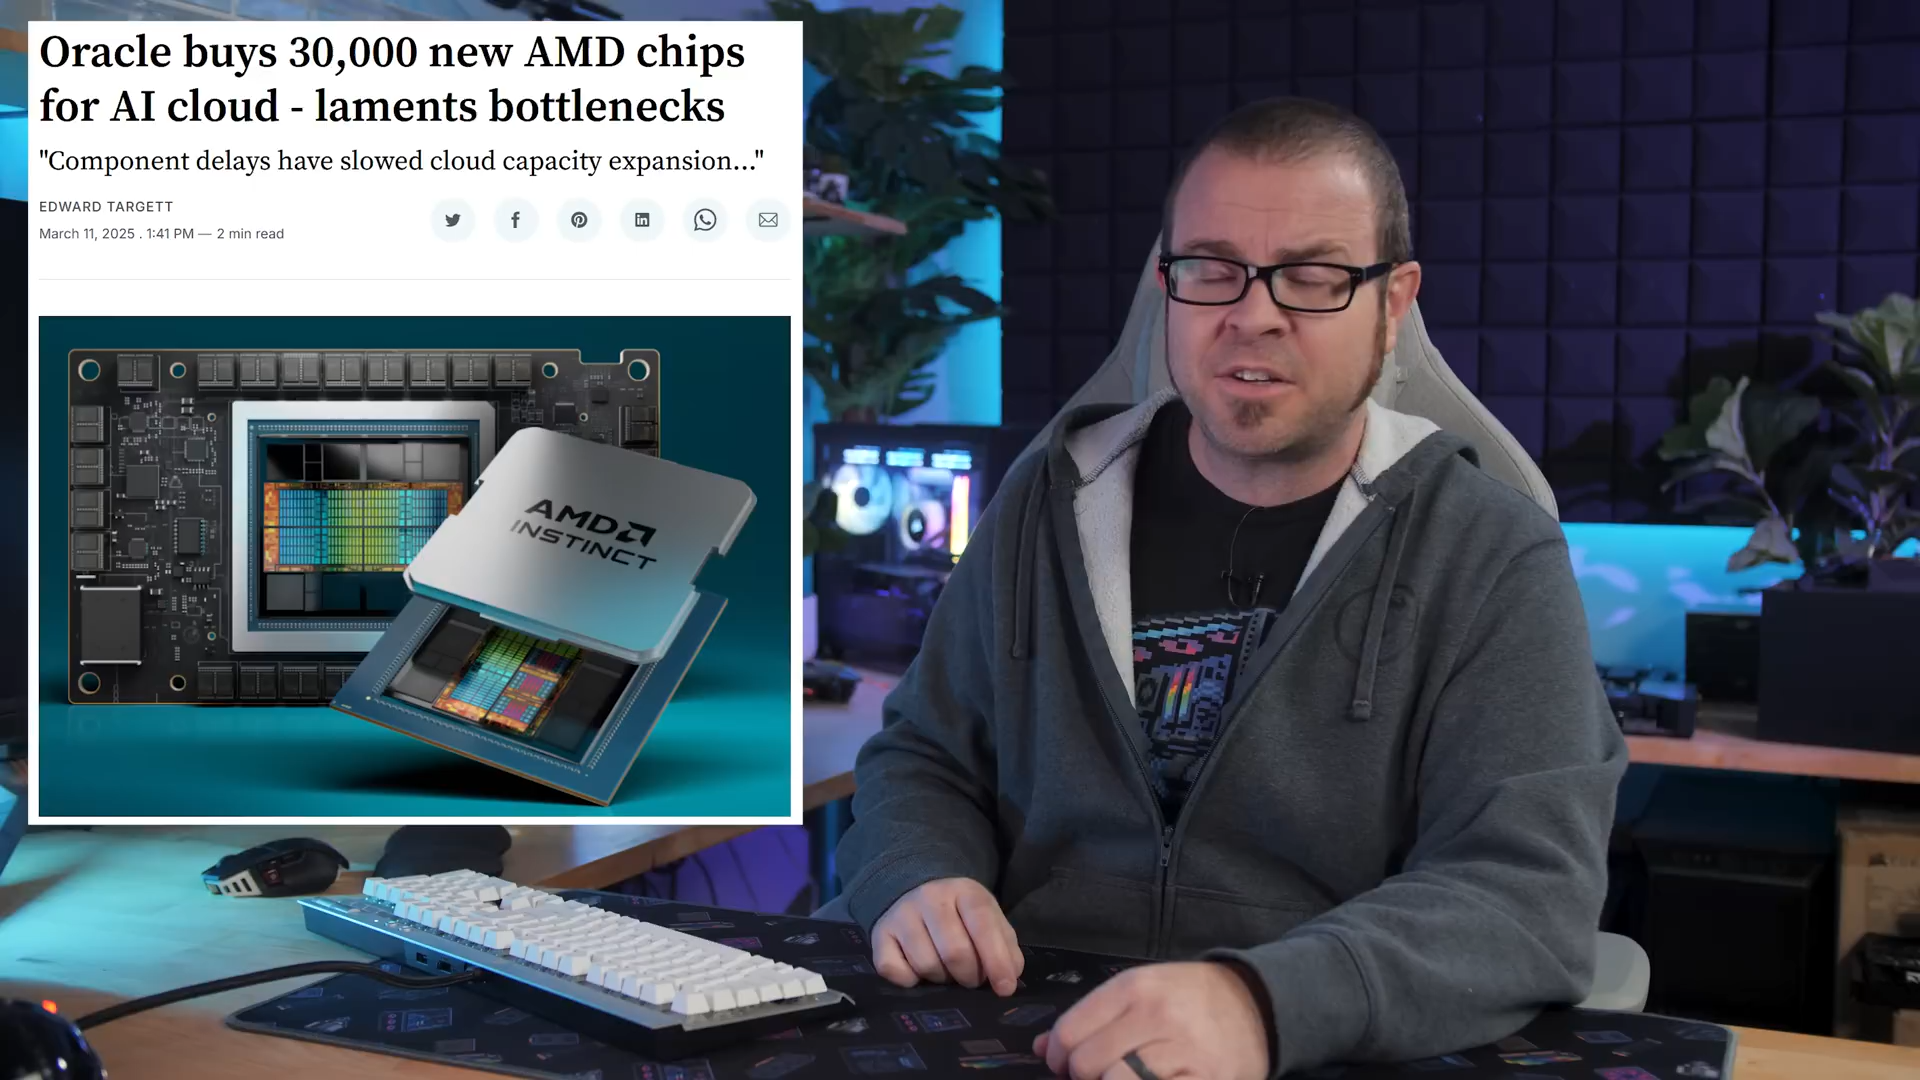 Oracle buys 30,000 new AMD chips
for AI cloud - laments bottlenecks
"Component delays have slowed cloud capacity expansion..."
EDWARD TARGETT
March 11, 2025 . 1:41 PM — 2 min read
AMD
INSTINCT